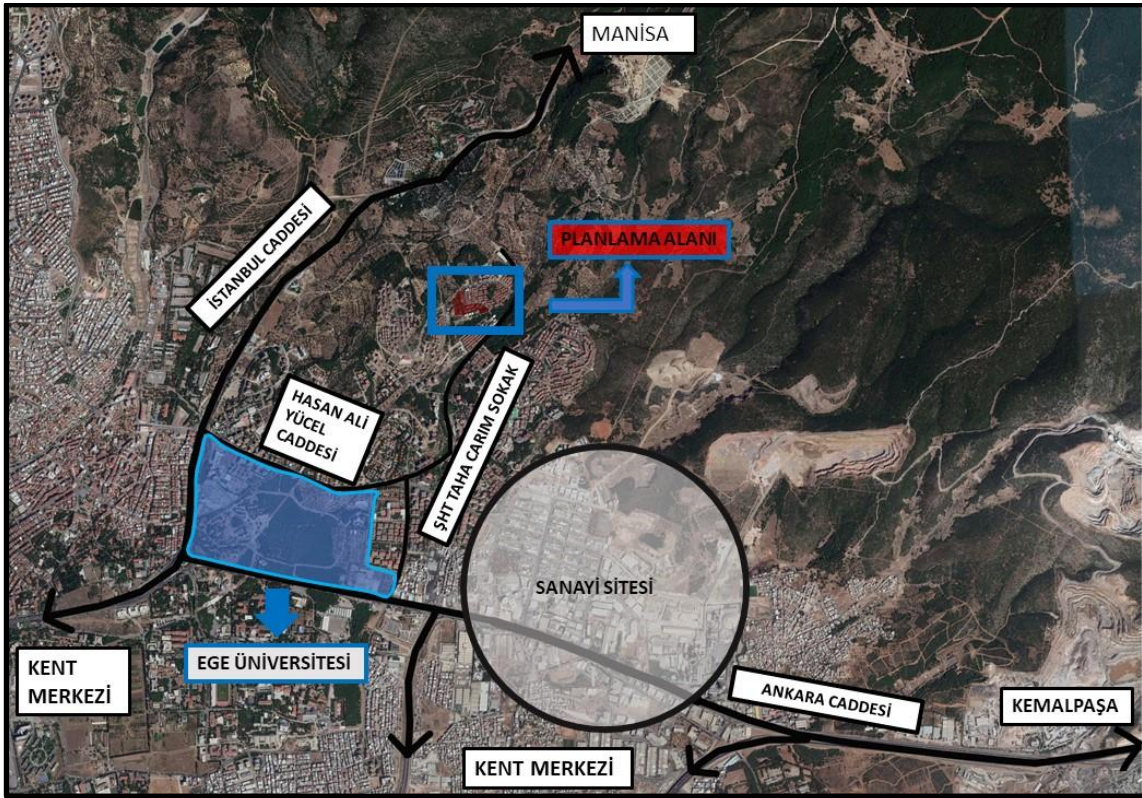 MANİSA
İSTANBUL CADDESİ
PLANLAMA ALANI
HASAN ALİ
YÜCEL
CADDESİ
ŞHT TAHA CARIM SOKAK
SANAYİ SİTESİ
KENT
MERKEZİ
EGE ÜNİVERSİTESİ
ANKARA CADDESİ
KEMALPAŞA
KENT MERKEZİ